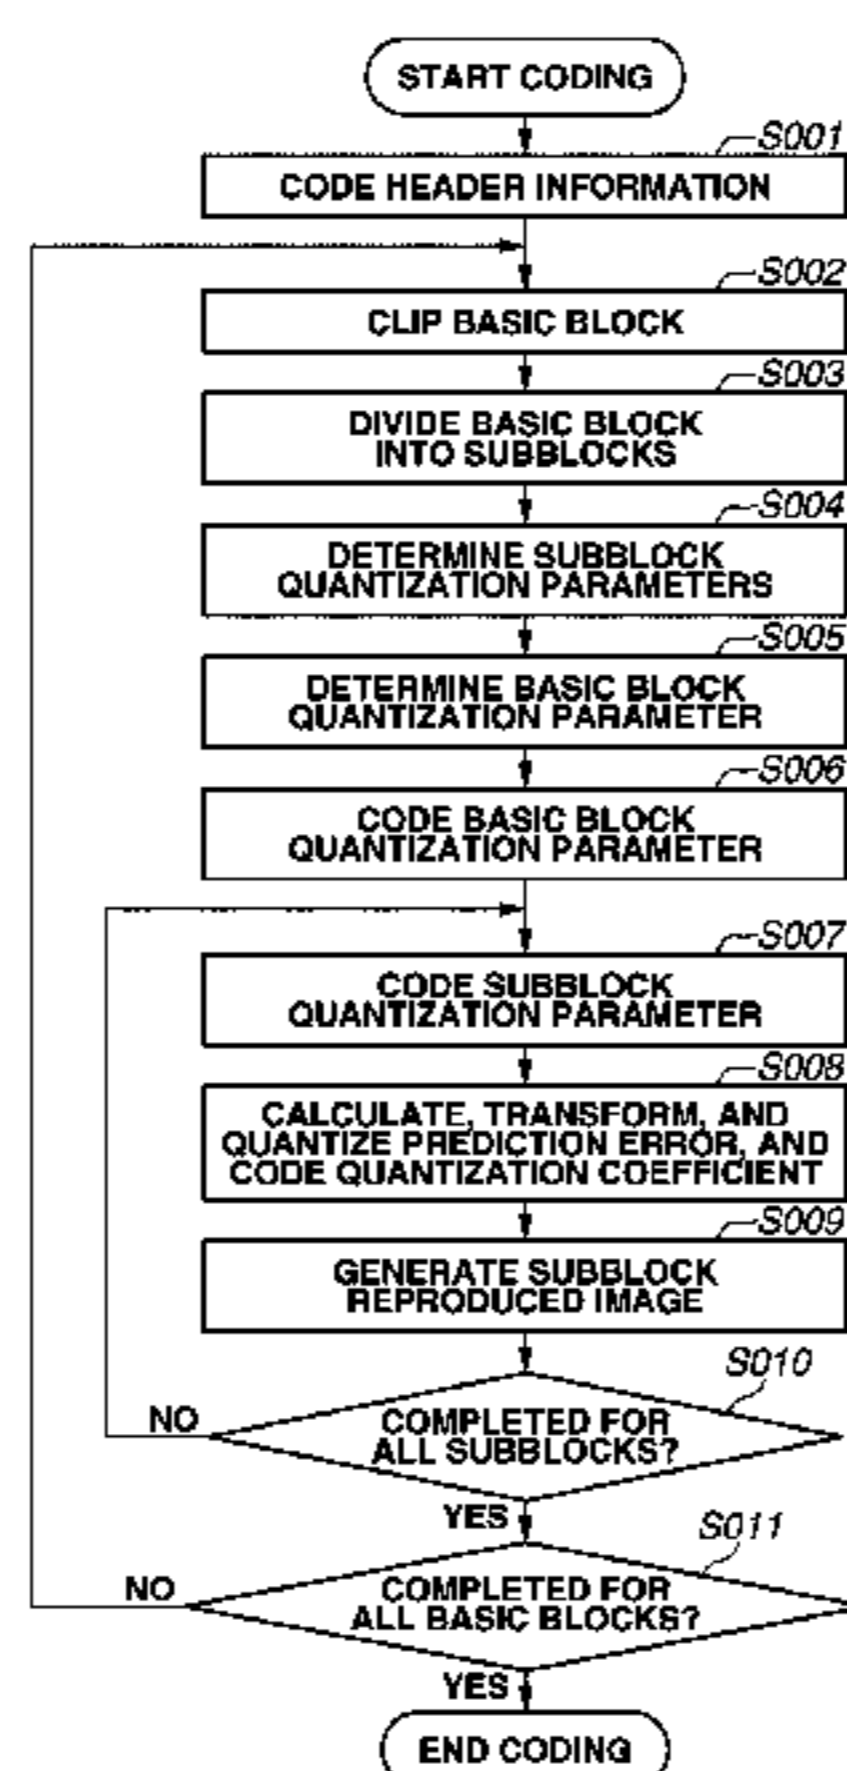 START CODING
S001
CODE HEADER INFORMATION
S002
CLIP BASIC BLOCK
S003
DIVIDE BASIC BLOCK
INTO SUBBLOCKS
S004
DETERMINE SUBBLOCK
QUANTIZATION PARAMETERS
S005
DETERMINE BASIC BLOCK
QUANTIZATION PARAMETER
S006
CODE BASIC BLOCK
QUANTIZATION PARAMETER
S007
CODE SUBBLOCK
QUANTIZATION PARAMETER
S008
CALCULATE, TRANSFORM, AND
QUANTIZE PREDICTION ERROR, AND
CODE QUANTIZATION COEFFICIENT
S009
GENERATE SUBBLOCK
REPRODUCED IMAGE
S010
NO
COMPLETED FOR
ALL SUBBLOCKS?
YES
S011
NO
COMPLETED FOR
ALL BASIC BLOCKS?
YES
END CODING